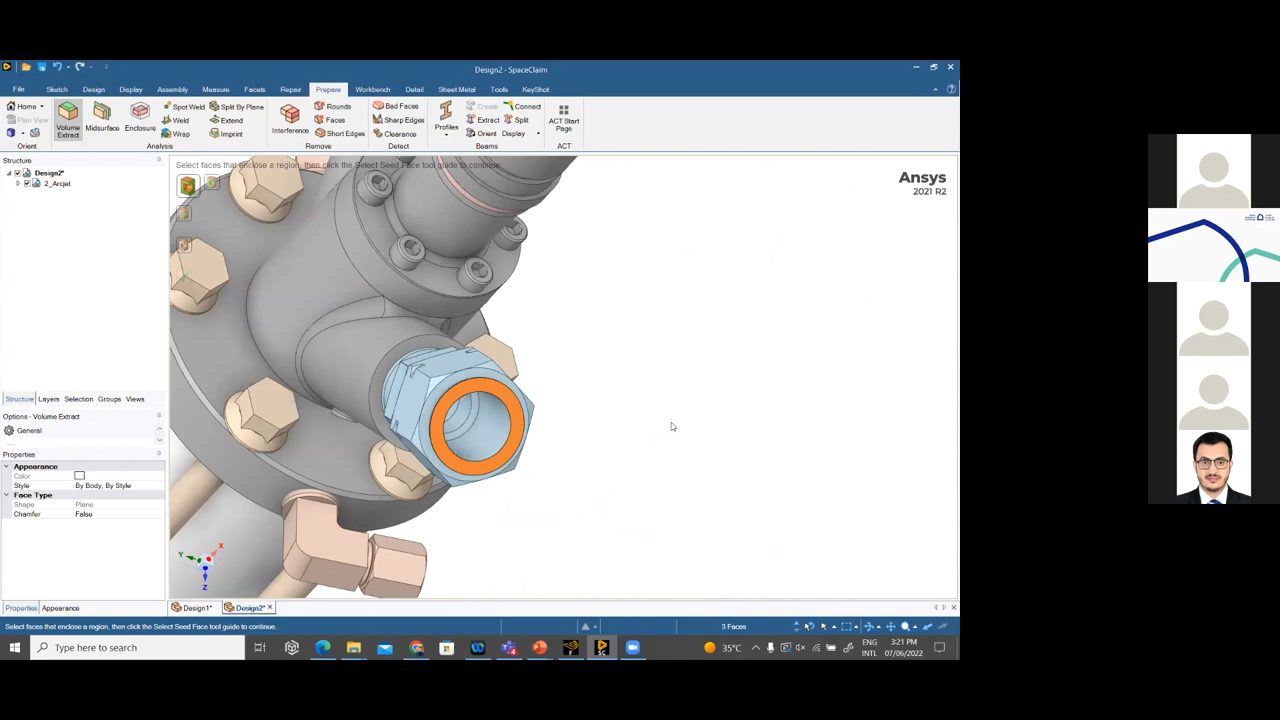 Design2 - SpaceClaim
File Sketch Design Display Assembly Measure Facets Repair Prepare Workbench Detail Sheet Metal Tools KeyShot
Home
Plan View
Orient
Volume Extract
Midsurface
Enclosure
Spot Weld
Weld
Wrap
Split By Plane
Extend
Imprint
Analysis
Interference
Rounds
Faces
Short Edges
Remove
Bad Faces
Sharp Edges
Clearance
Detect
Profiles
Create
Extract
Orient
Connect
Split
Display
Beams
ACT Start Page
ACT
Structure
Design2*
2_Arcjet
Select faces that enclose a region, then click the Select Seed Face tool guide to continue.
Ansys
2021 R2
Structure Layers Selection Groups Views
Options - Volume Extract
General
Properties
Appearance
Color
Style By Body, By Style
Face Type
Shape Plane
Chamfer False
X
Y
Z
Properties Appearance
Design1* Design2*
Select faces that enclose a region, then click the Select Seed Face tool guide to continue.
3 Faces
Type here to search
35°C
ENG
INTL
3:21 PM
07/06/2022